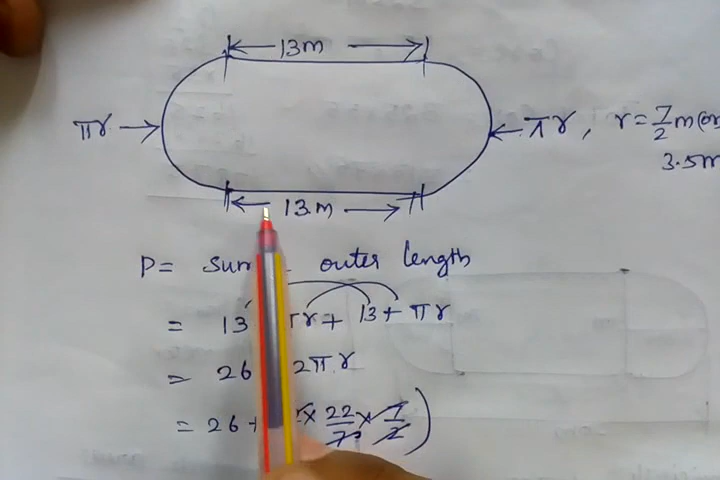 13m
πr
πr, r = 7/2 m (or)
3.5m
13m
P = outer length
= 13 πr + 13 + πr
= 26 2πr
= 26 + × 22/7 × 7/2)